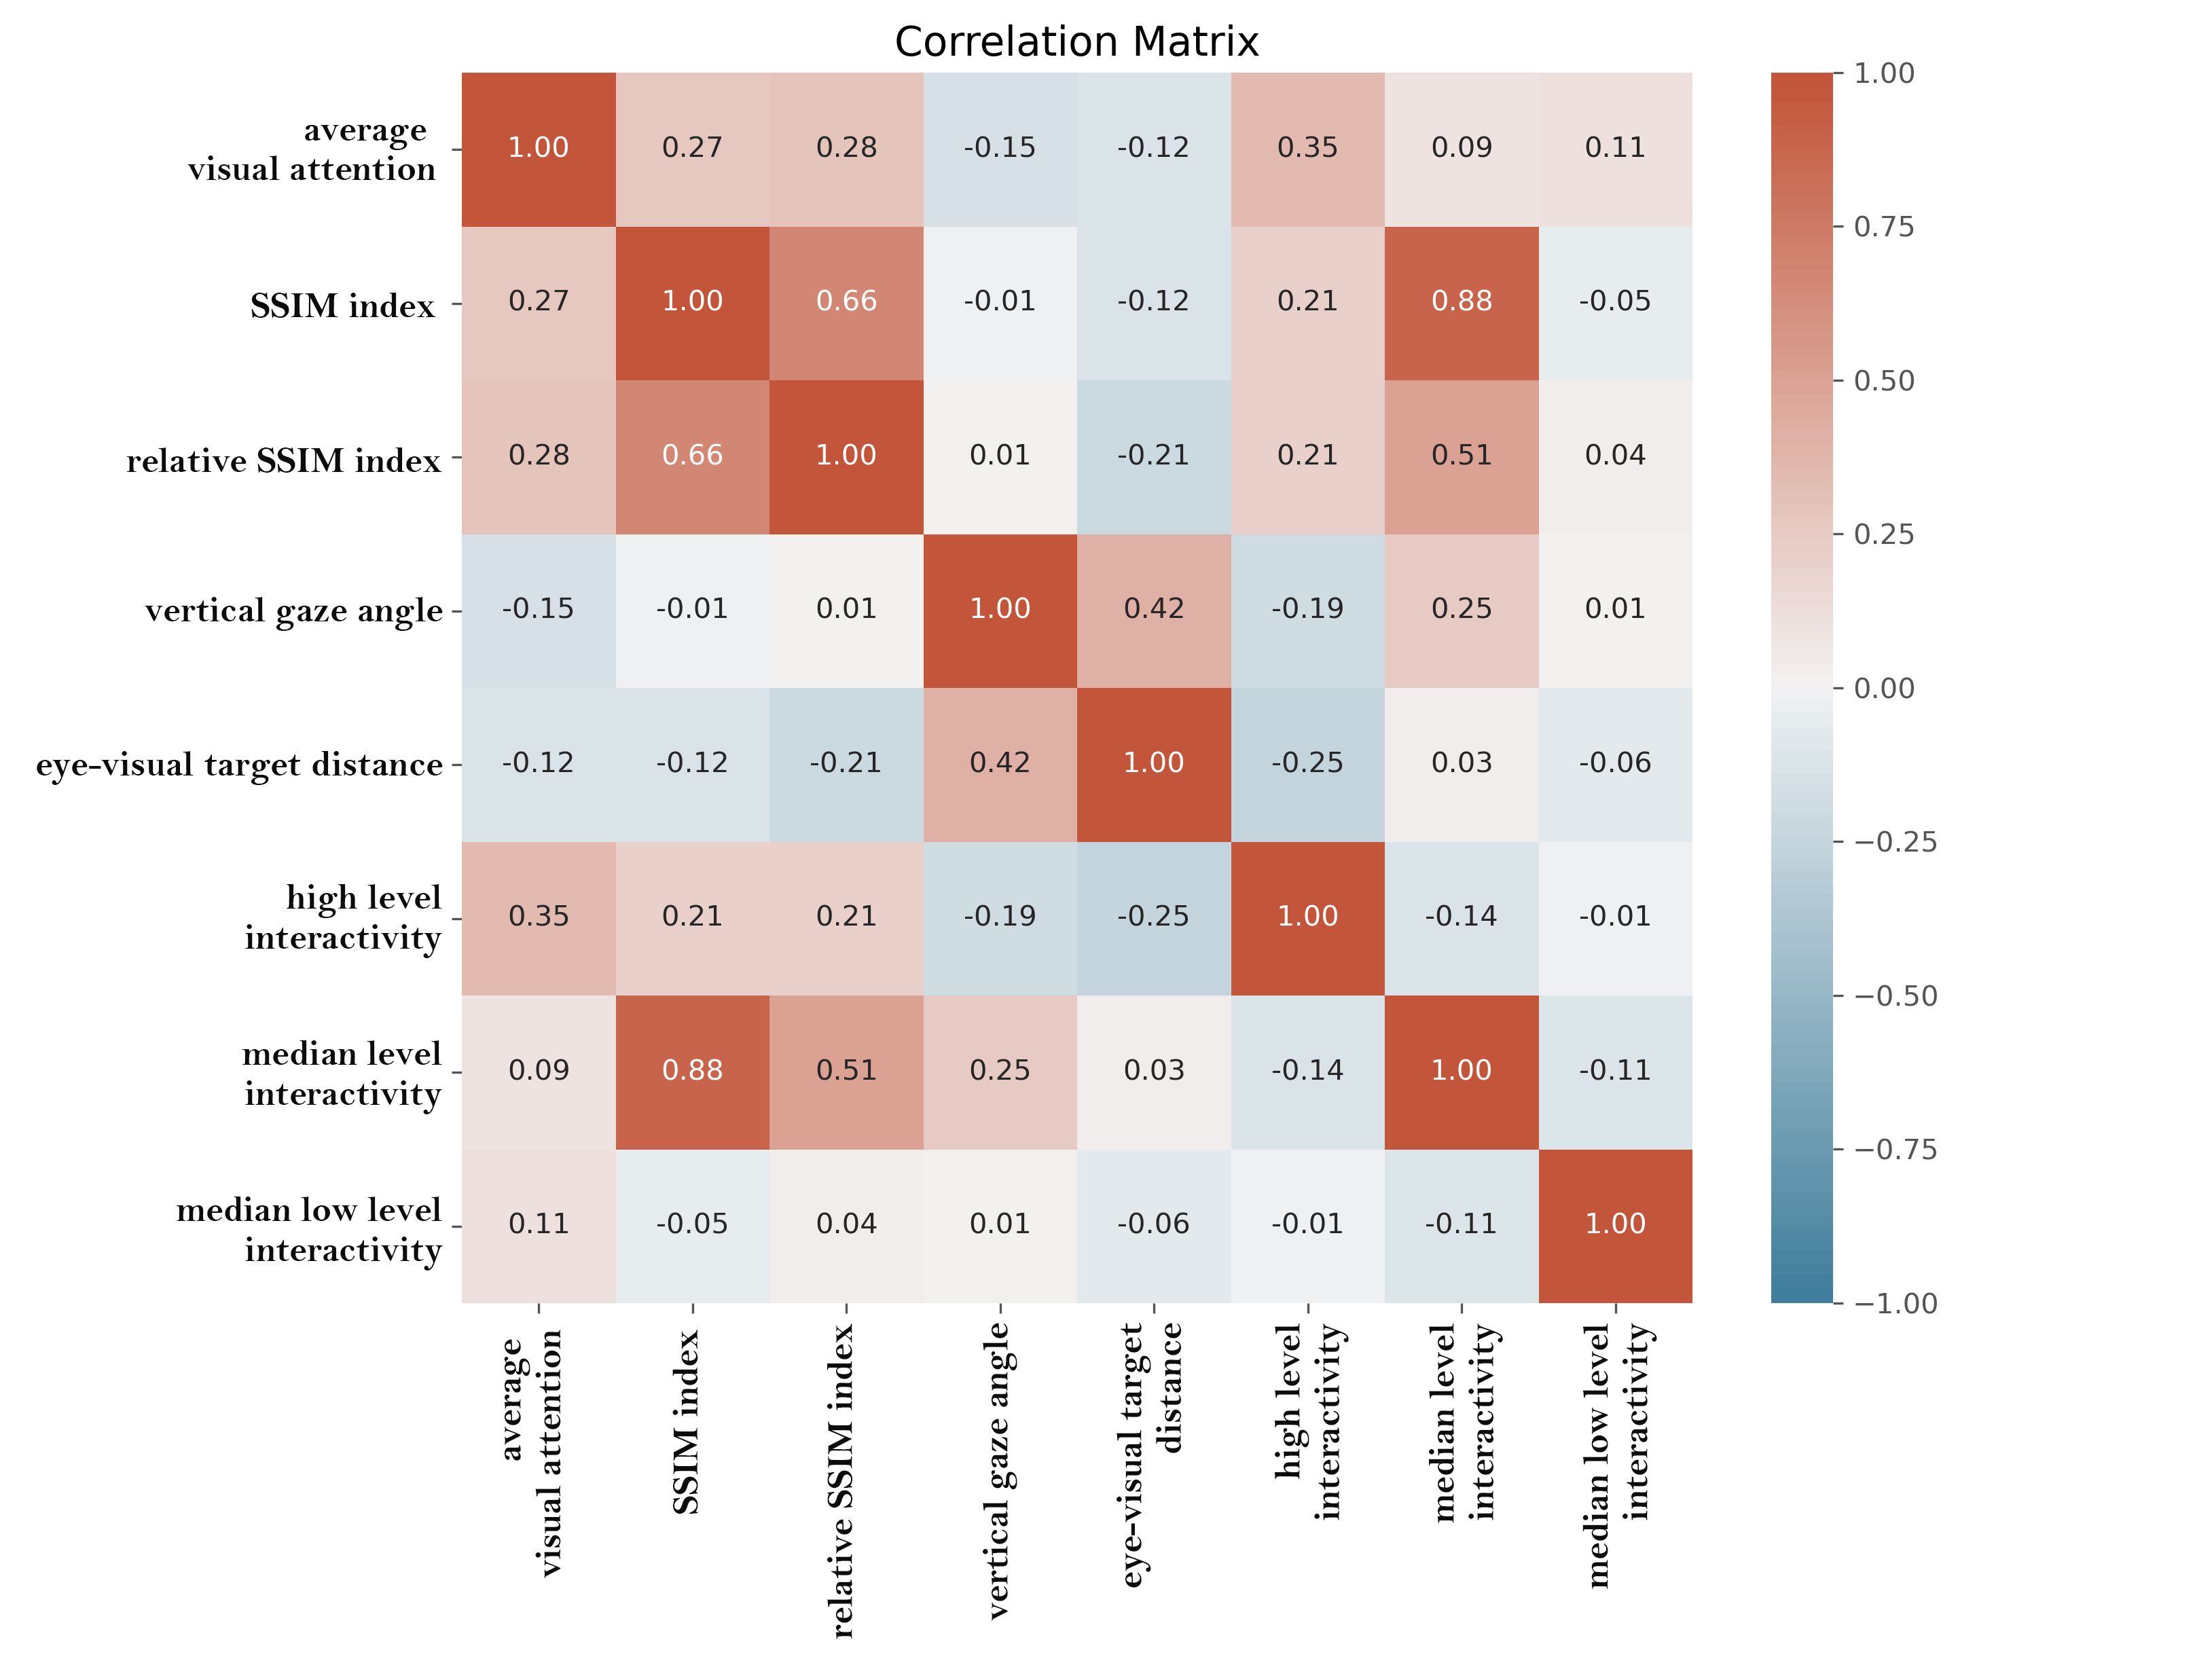 Correlation Matrix
average
visual attention
1.00 0.27 0.28 -0.15 -0.12 0.35 0.09 0.11
SSIM index
0.27 1.00 0.66 -0.01 -0.12 0.21 0.88 -0.05
relative SSIM index
0.28 0.66 1.00 0.01 -0.21 0.21 0.51 0.04
vertical gaze angle
-0.15 -0.01 0.01 1.00 0.42 -0.19 0.25 0.01
eye-visual target distance
-0.12 -0.12 -0.21 0.42 1.00 -0.25 0.03 -0.06
high level
interactivity
0.35 0.21 0.21 -0.19 -0.25 1.00 -0.14 -0.01
median level
interactivity
0.09 0.88 0.51 0.25 0.03 -0.14 1.00 -0.11
median low level
interactivity
0.11 -0.05 0.04 0.01 -0.06 -0.01 -0.11 1.00
average
visual attention
SSIM index
relative SSIM index
vertical gaze angle
eye-visual target
distance
high level
interactivity
median level
interactivity
median low level
interactivity
1.00
0.75
0.50
0.25
0.00
−0.25
−0.50
−0.75
−1.00